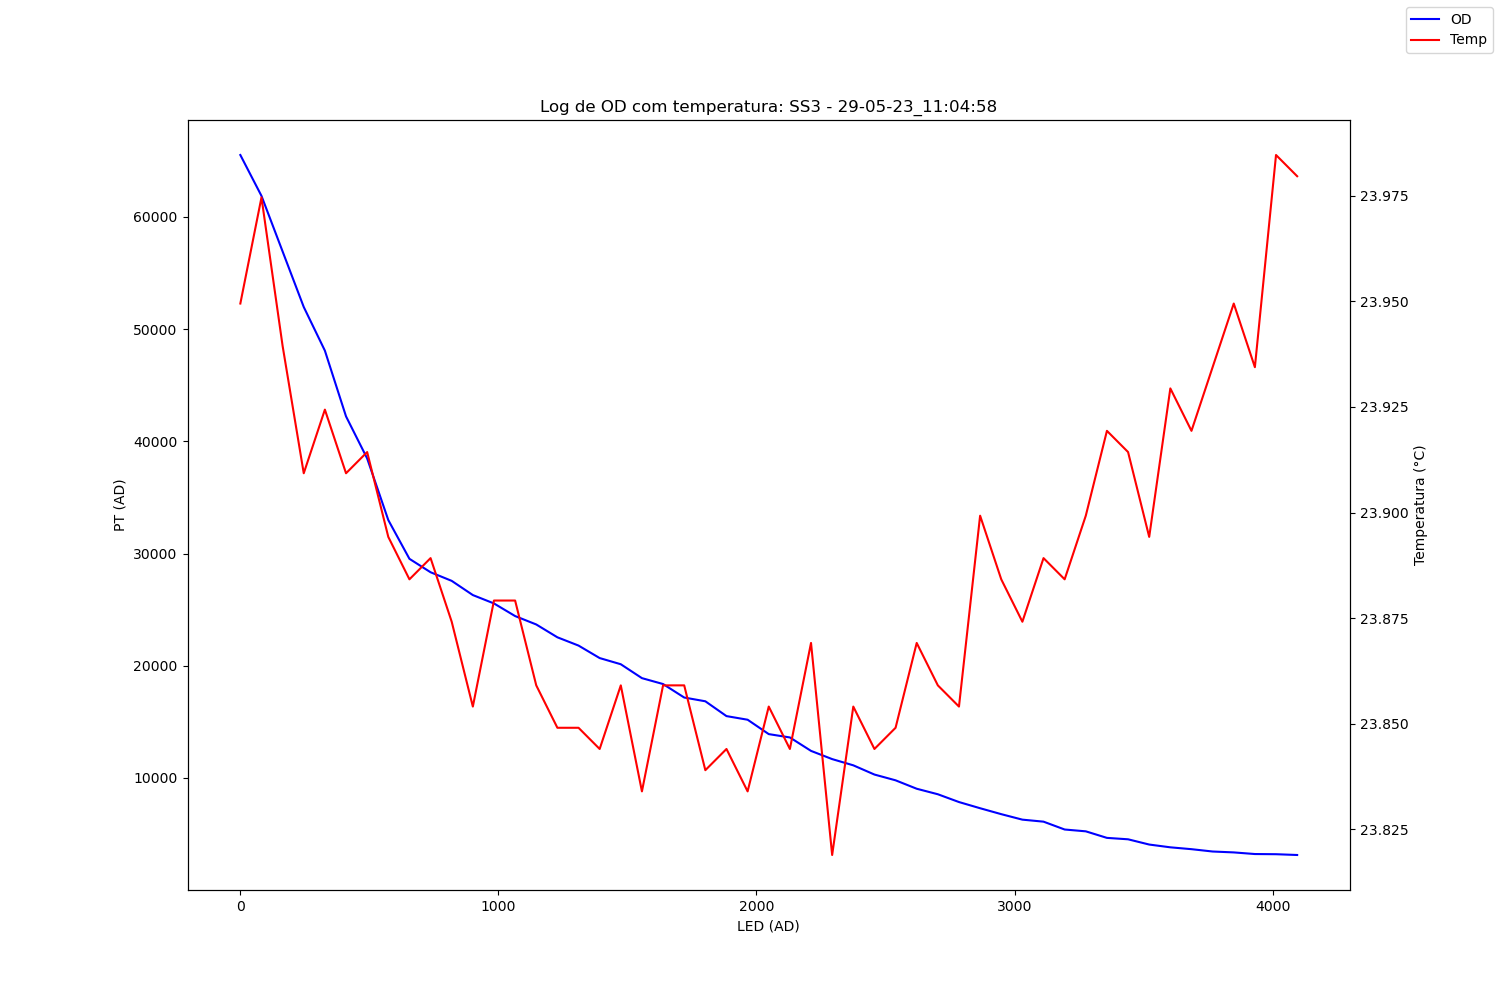 OD
Temp
Log de OD com temperatura: SS3 - 29-05-23_11:04:58
60000
50000
40000
30000
20000
10000
PT (AD)
23.975
23.950
23.925
23.900
23.875
23.850
23.825
Temperatura (°C)
0 1000 2000 3000 4000
LED (AD)